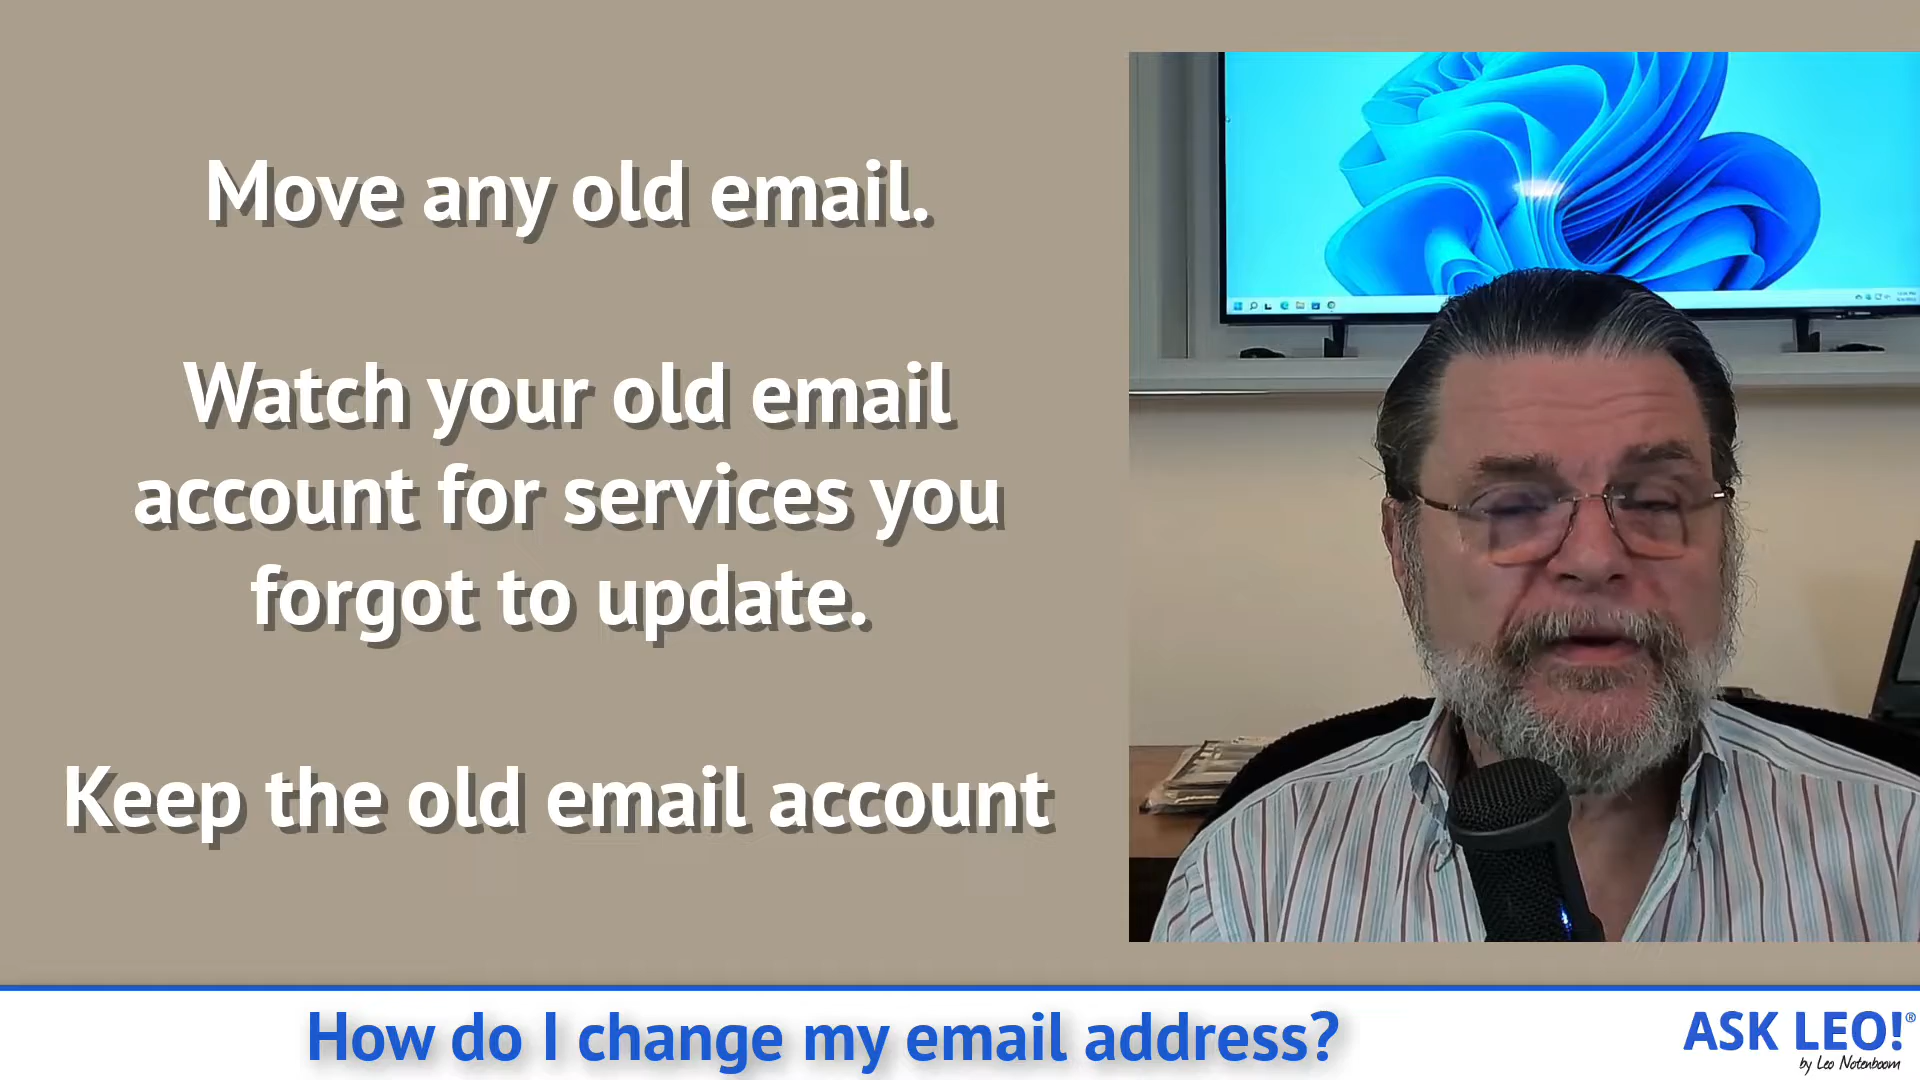 Move any old email.
Watch your old email
account for services you
forgot to update.
Keep the old email account
How do I change my email address?
ASK LEO!®
by Leo Notenboom